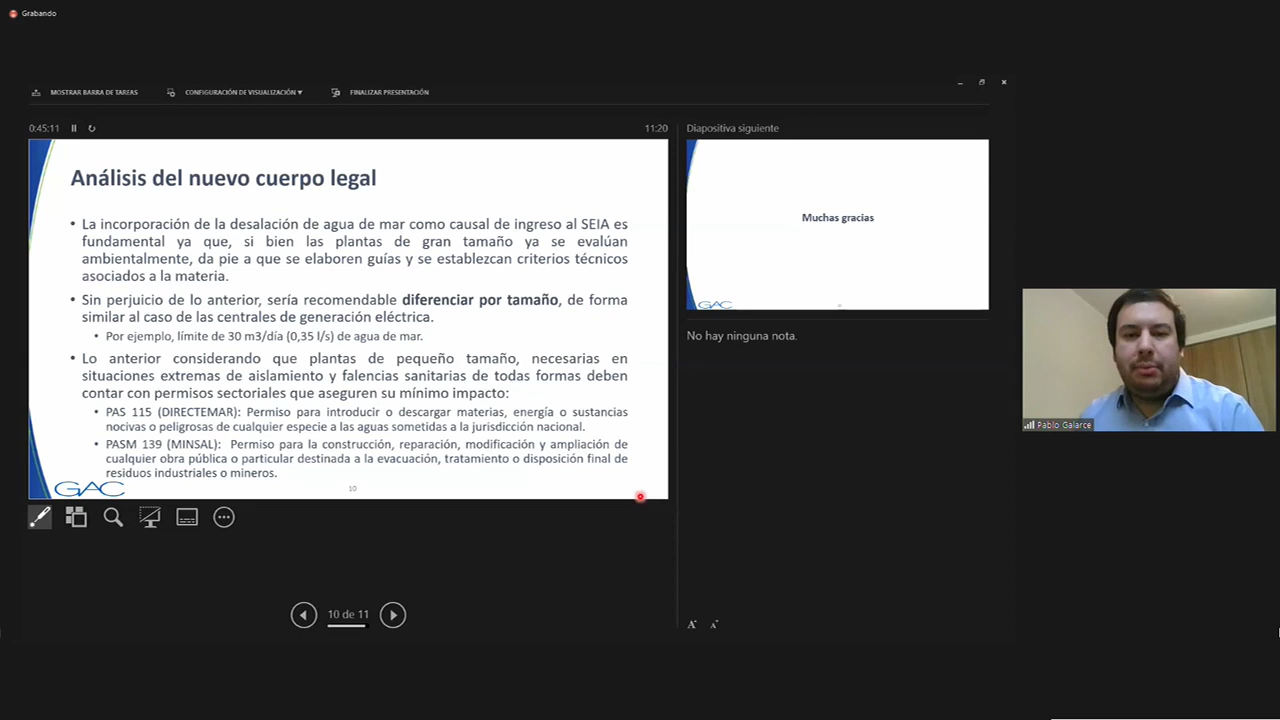 Grabando
MOSTRAR BARRA DE TAREAS
CONFIGURACIÓN DE VISUALIZACIÓN ▼
FINALIZAR PRESENTACIÓN
0:45:11
11:20
Análisis del nuevo cuerpo legal
• La incorporación de la desalación de agua de mar como causal de ingreso al SEIA es
fundamental ya que, si bien las plantas de gran tamaño ya se evalúan
ambientalmente, da pie a que se elaboren guías y se establezcan criterios técnicos
asociados a la materia.
• Sin perjuicio de lo anterior, sería recomendable diferenciar por tamaño, de forma
similar al caso de las centrales de generación eléctrica.
• Por ejemplo, límite de 30 m3/día (0,35 l/s) de agua de mar.
• Lo anterior considerando que plantas de pequeño tamaño, necesarias en
situaciones extremas de aislamiento y falencias sanitarias de todas formas deben
contar con permisos sectoriales que aseguren su mínimo impacto:
• PAS 115 (DIRECTEMAR): Permiso para introducir o descargar materias, energía o sustancias
nocivas o peligrosas de cualquier especie a las aguas sometidas a la jurisdicción nacional.
• PASM 139 (MINSAL): Permiso para la construcción, reparación, modificación y ampliación de
cualquier obra pública o particular destinada a la evacuación, tratamiento o disposición final de
residuos industriales o mineros.
GAC
10
10 de 11
Diapositiva siguiente
Muchas gracias
GAC
No hay ninguna nota.
A A
Pablo Galarce